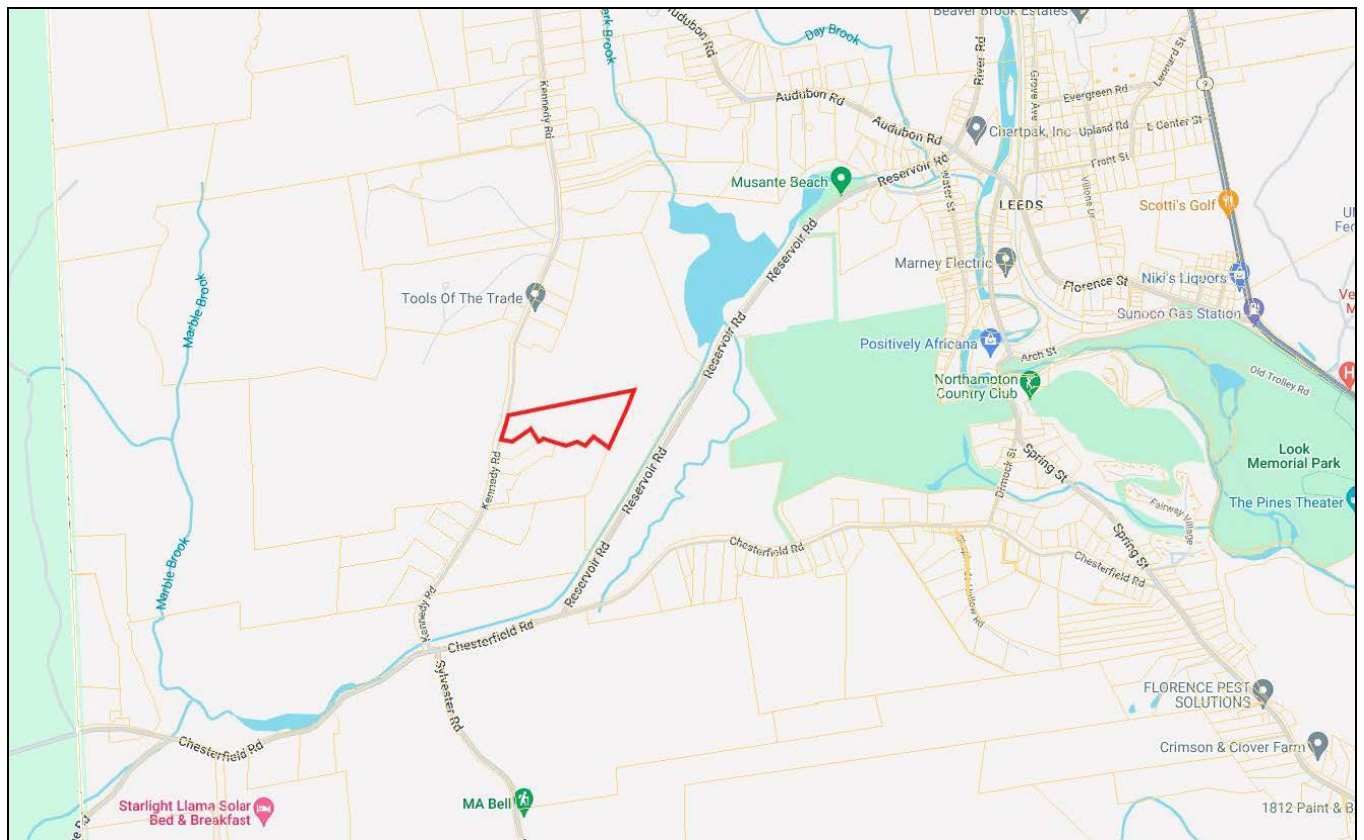 Beaver Brook Estates
Audubon Rd
Day Brook
River Rd
Leonard St
Grove Ave
Evergreen Rd
9
Kennedy Rd
Audubon Rd
Chartpak, Inc
Upland Rd
E Center St
Audubon Rd
Front St
Reservoir Rd
Musante Beach
Water St
LEEDS
Scotti's Golf
Reservoir Rd
Marney Electric
Marble Brook
Florence St
Niki's Liquors
Tools Of The Trade
Sunoco Gas Station
Reservoir Rd
Positively Africana
Arch St
Old Trolley Rd
H
Northampton
Country Club
Dimock St
Spring St
Look
Memorial Park
Kennedy Rd
Reservoir Rd
The Pines Theater
Fairway Village
Chesterfield Rd
Spring St
Chesterfield Rd
Marble Brook
Reservoir Rd
Kennedy Rd
Kennedy Rd
Chesterfield Rd
Sylvester Rd
FLORENCE PEST
SOLUTIONS
Chesterfield Rd
Crimson & Clover Farm
Starlight Llama Solar
Bed & Breakfast
MA Bell
1812 Paint & B